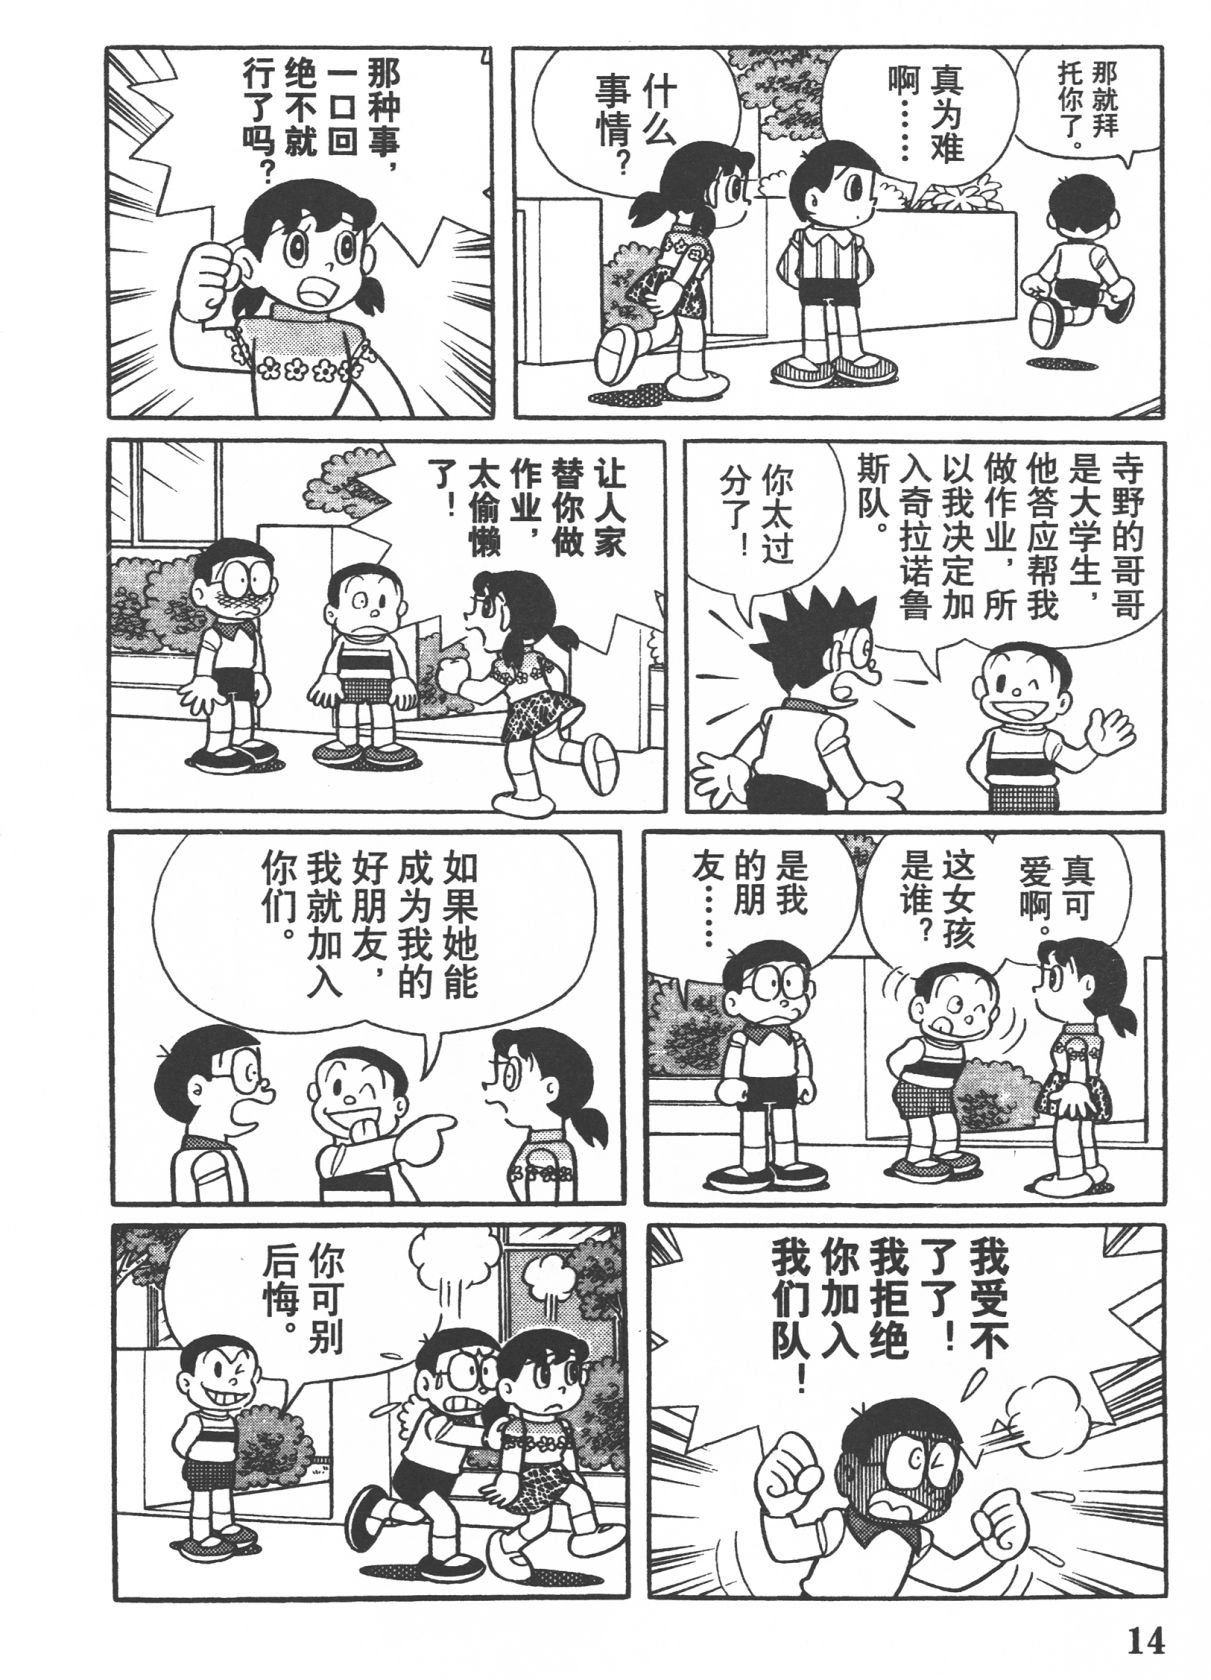 那就拜
托你了。
真为难
啊……
什么
事情？
那种事，
一口回
绝不就
行了吗？
寺野的哥哥
是大学生，
他答应帮我
做作业，所
以我决定加
入奇拉诺鲁
斯队。
你太过
分了！
让人家
替你做
作业，
太偷懒
了！
真可
爱啊。
这女孩
是谁？
是我
的朋
友……
如果她能
成为我的
好朋友，
我就加入
你们。
我受不
了了！
我拒绝
你加入
我们队！
你可别
后悔。
14